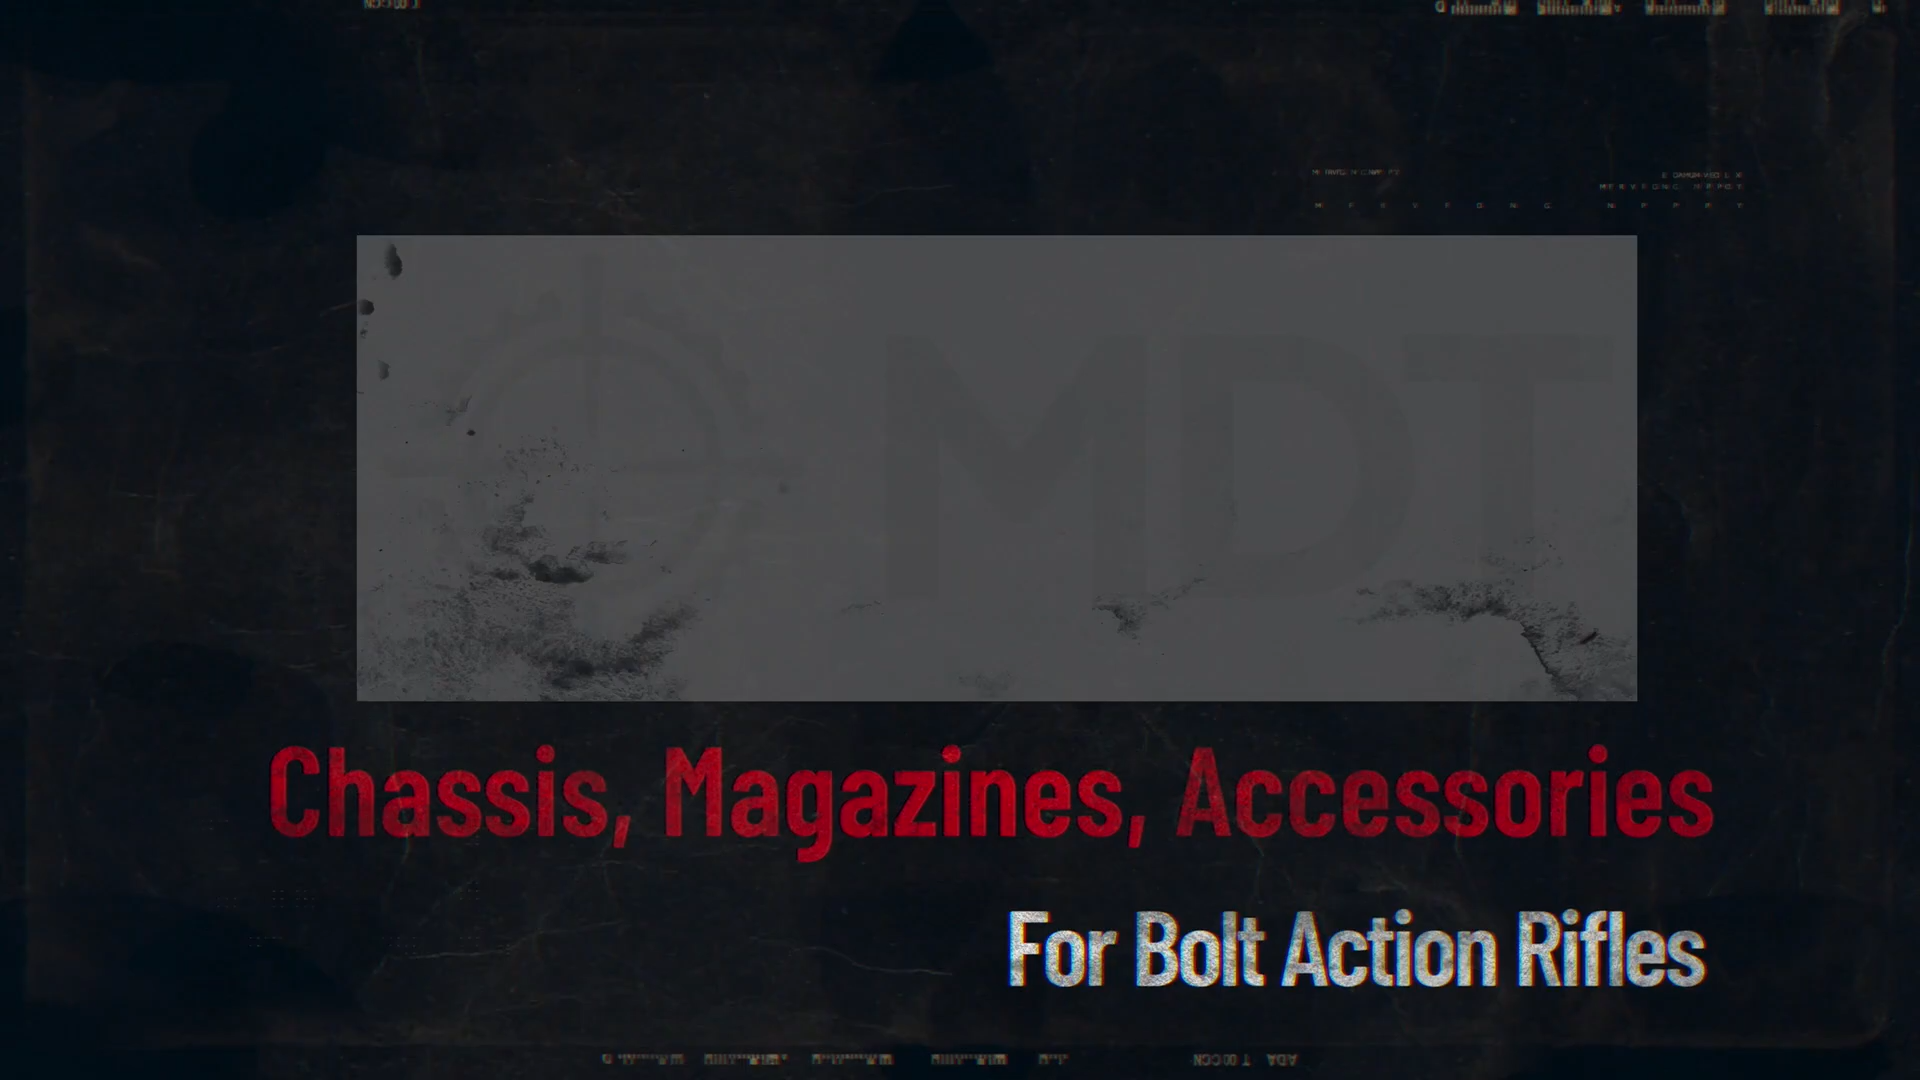 MDT
Chassis, Magazines, Accessories
For Bolt Action Rifles